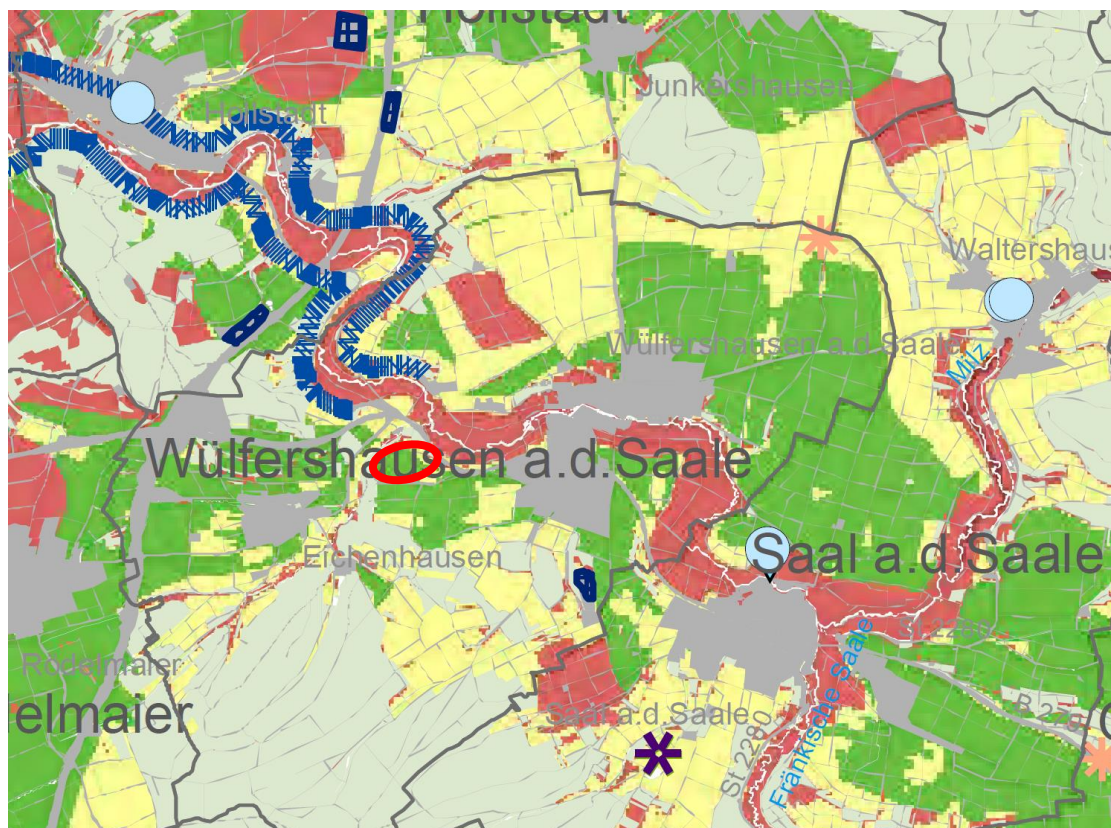 Hollstadt
Hollstadt
Junkershausen
Waltershaus
Wülfershausen a.d.Saale
Milz
Wülfershausen a.d.Saale
Eichenhausen
Saal a.d.Saale
St 2280
Rödelmaier
elmaier
Saal a.d.Saale
St 2282
Fränkische Saale
B 279